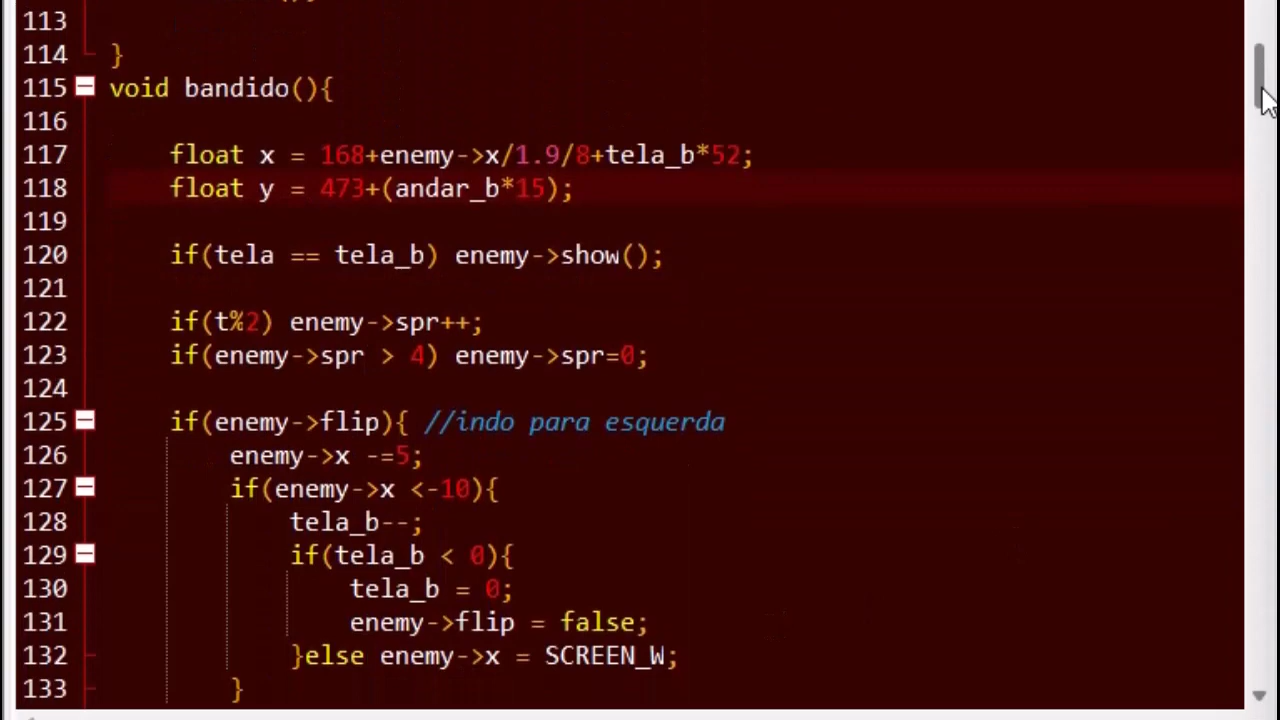 113
114 }
115 void bandido(){
116
117 float x = 168+enemy->x/1.9/8+tela_b*52;
118 float y = 473+(andar_b*15);
119
120 if(tela == tela_b) enemy->show();
121
122 if(t%2) enemy->spr++;
123 if(enemy->spr > 4) enemy->spr=0;
124
125 if(enemy->flip){ //indo para esquerda
126 enemy->x -=5;
127 if(enemy->x <-10){
128 tela_b--;
129 if(tela_b < 0){
130 tela_b = 0;
131 enemy->flip = false;
132 }else enemy->x = SCREEN_W;
133 }